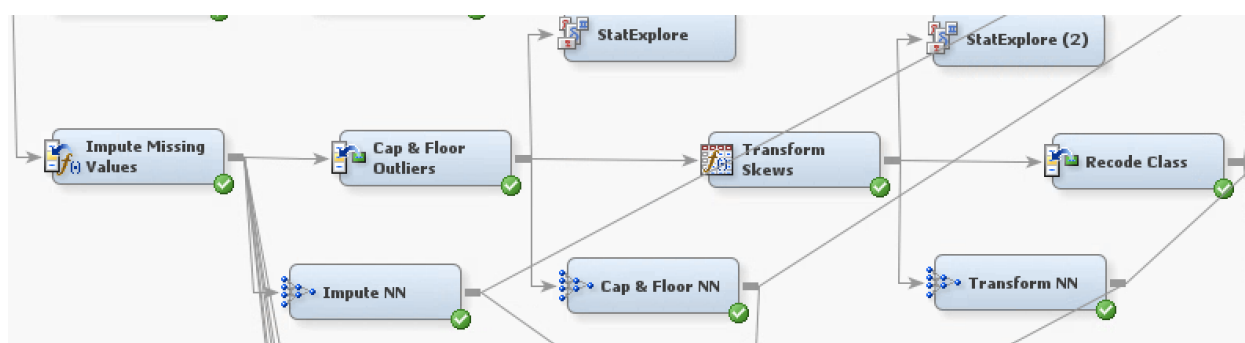 StatExplore
StatExplore (2)
Impute Missing
Values
Cap & Floor
Outliers
Transform
Skews
Recode Class
Impute NN
Cap & Floor NN
Transform NN